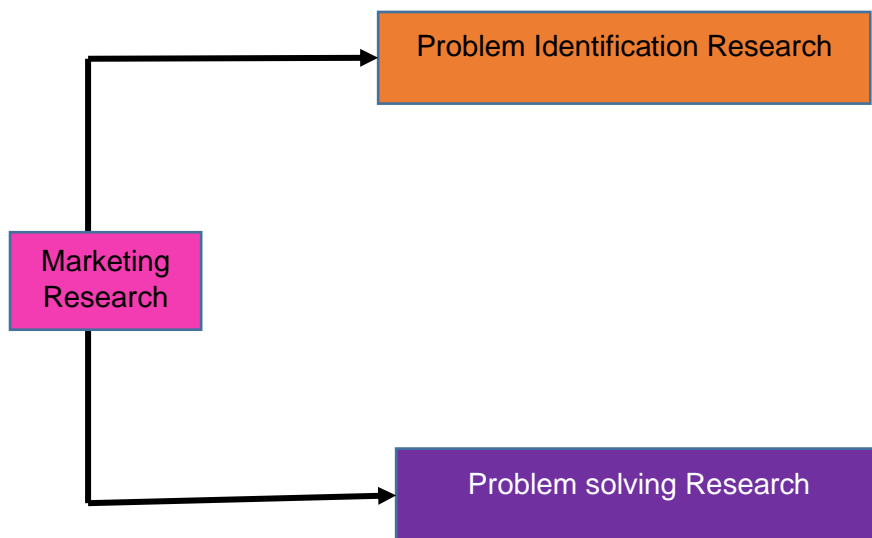 Problem Identification Research
Marketing
Research
Problem solving Research